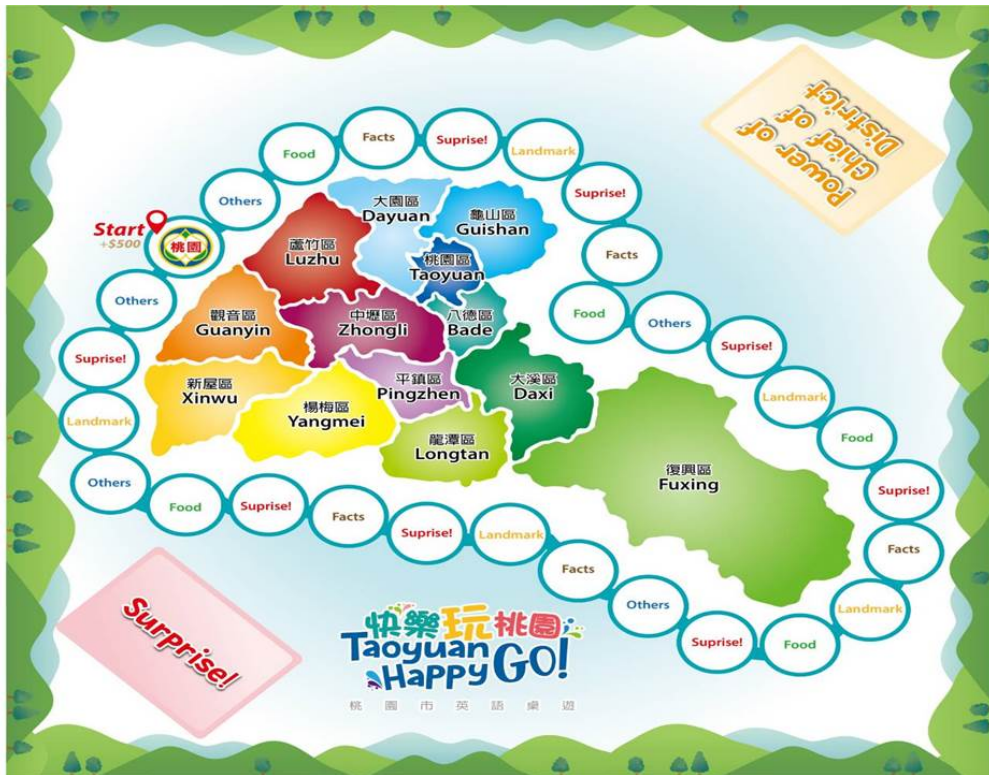 Power of
Chief of
District
Start
+$500
桃園
Others
Food
Facts
Suprise!
Landmark
Suprise!
Facts
Food
Others
Suprise!
Landmark
Food
Suprise!
Facts
Landmark
Food
Suprise!
Others
Facts
Landmark
Suprise!
Facts
Suprise!
Food
Others
Landmark
Suprise!
Others
大園區
Dayuan
龜山區
Guishan
蘆竹區
Luzhu
桃園區
Taoyuan
觀音區
Guanyin
中壢區
Zhongli
八德區
Bade
新屋區
Xinwu
楊梅區
Yangmei
平鎮區
Pingzhen
大溪區
Daxi
龍潭區
Longtan
復興區
Fuxing
Surprise!
快樂玩桃園
Taoyuan
Happy GO!
桃園市英語桌遊